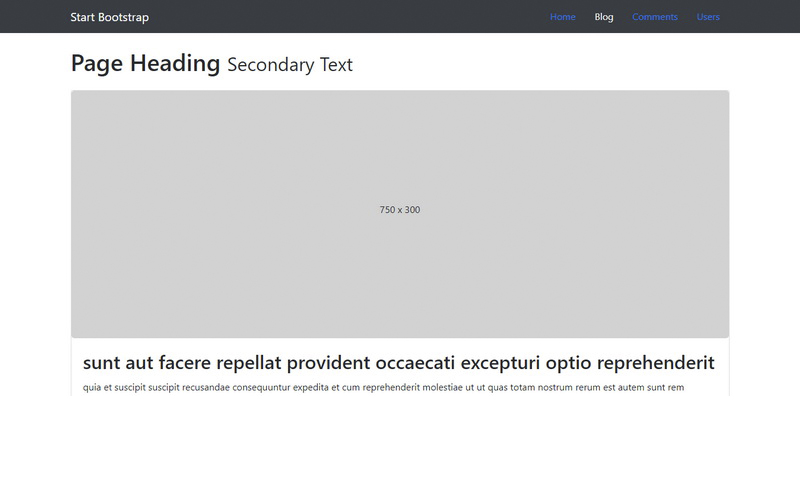 Start Bootstrap Home Blog Comments Users
Page Heading Secondary Text
750 x 300
sunt aut facere repellat provident occaecati excepturi optio reprehenderit
quia et suscipit suscipit recusandae consequuntur expedita et cum reprehenderit molestiae ut ut quas totam nostrum rerum est autem sunt rem